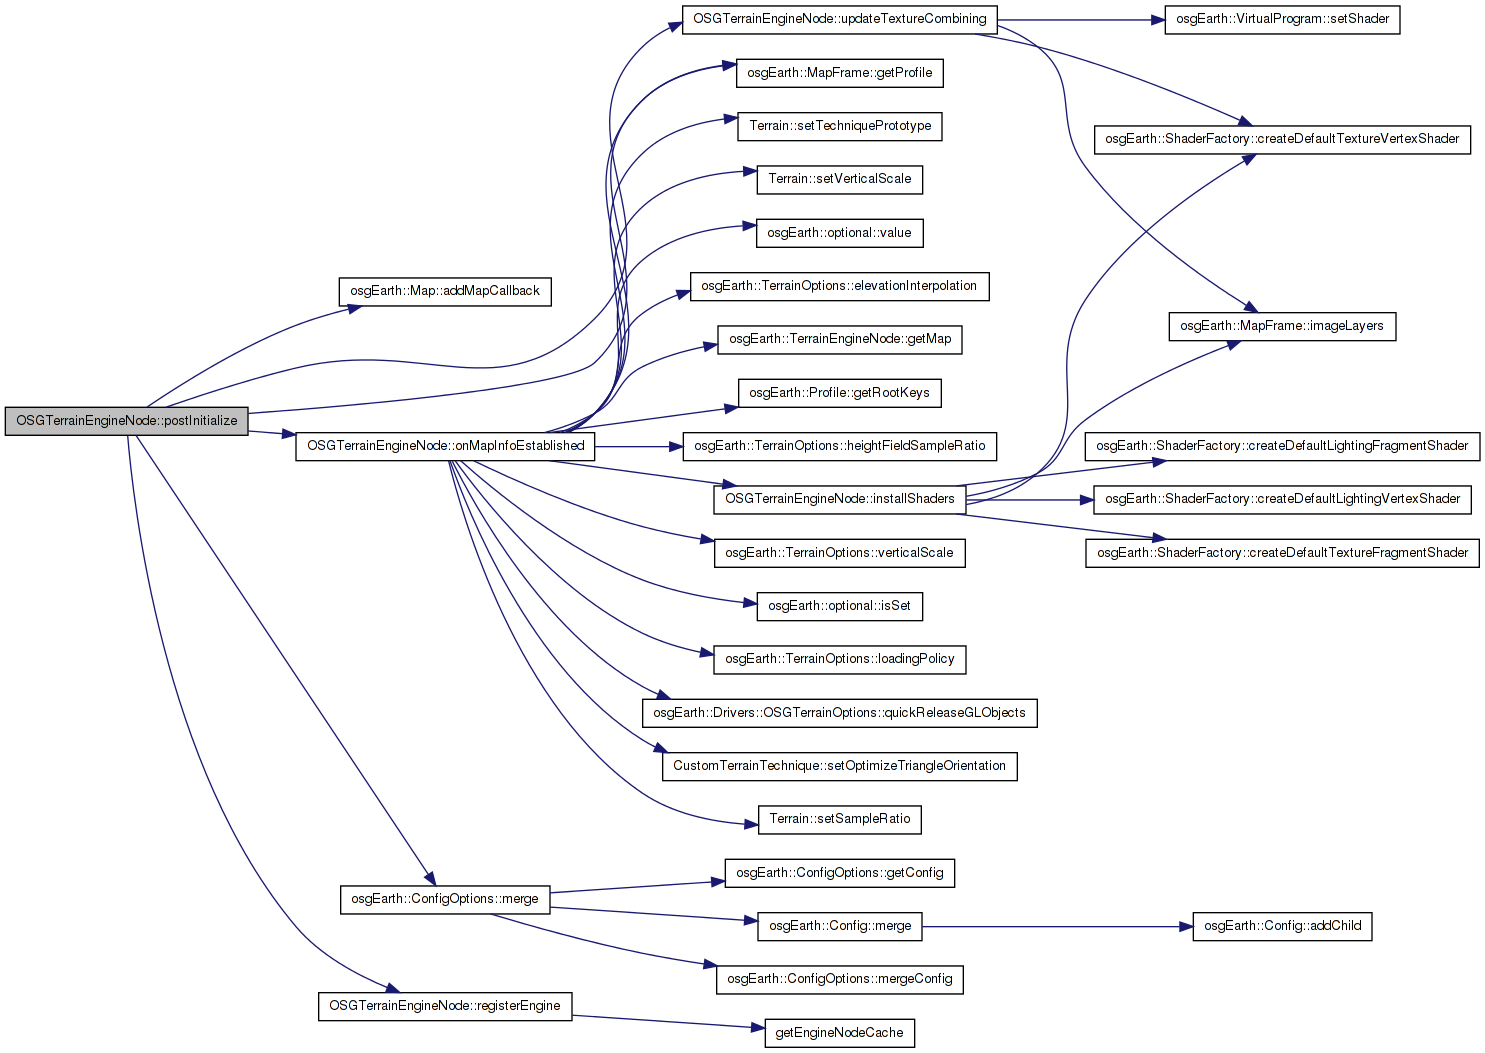 OSGTerrainEngineNode::updateTextureCombining
osgEarth::VirtualProgram::setShader
osgEarth::MapFrame::getProfile
Terrain::setTechniquePrototype
osgEarth::ShaderFactory::createDefaultTextureVertexShader
Terrain::setVerticalScale
osgEarth::optional::value
osgEarth::Map::addMapCallback
osgEarth::TerrainOptions::elevationInterpolation
osgEarth::MapFrame::imageLayers
osgEarth::TerrainEngineNode::getMap
osgEarth::Profile::getRootKeys
OSGTerrainEngineNode::postInitialize
OSGTerrainEngineNode::onMapInfoEstablished
osgEarth::TerrainOptions::heightFieldSampleRatio
osgEarth::ShaderFactory::createDefaultLightingFragmentShader
OSGTerrainEngineNode::installShaders
osgEarth::ShaderFactory::createDefaultLightingVertexShader
osgEarth::TerrainOptions::verticalScale
osgEarth::ShaderFactory::createDefaultTextureFragmentShader
osgEarth::optional::isSet
osgEarth::TerrainOptions::loadingPolicy
osgEarth::Drivers::OSGTerrainOptions::quickReleaseGLObjects
CustomTerrainTechnique::setOptimizeTriangleOrientation
Terrain::setSampleRatio
osgEarth::ConfigOptions::getConfig
osgEarth::ConfigOptions::merge
osgEarth::Config::merge
osgEarth::Config::addChild
osgEarth::ConfigOptions::mergeConfig
OSGTerrainEngineNode::registerEngine
getEngineNodeCache